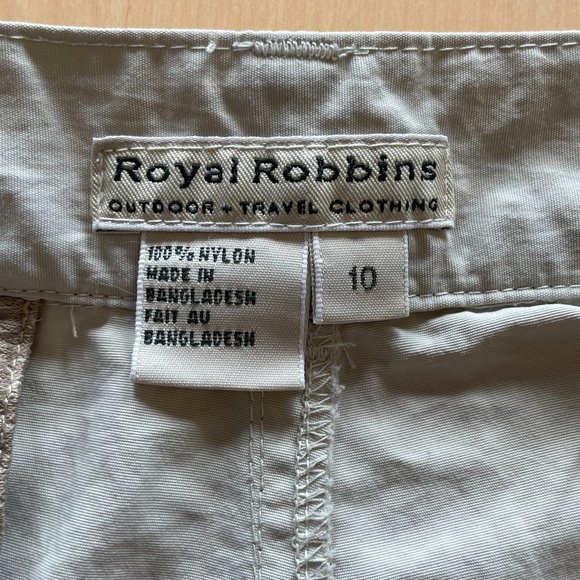 Royal Robbins
OUTDOOR + TRAVEL CLOTHING
100% NYLON
MADE IN
BANGLADESH
FAIT AU
BANGLADESH
10